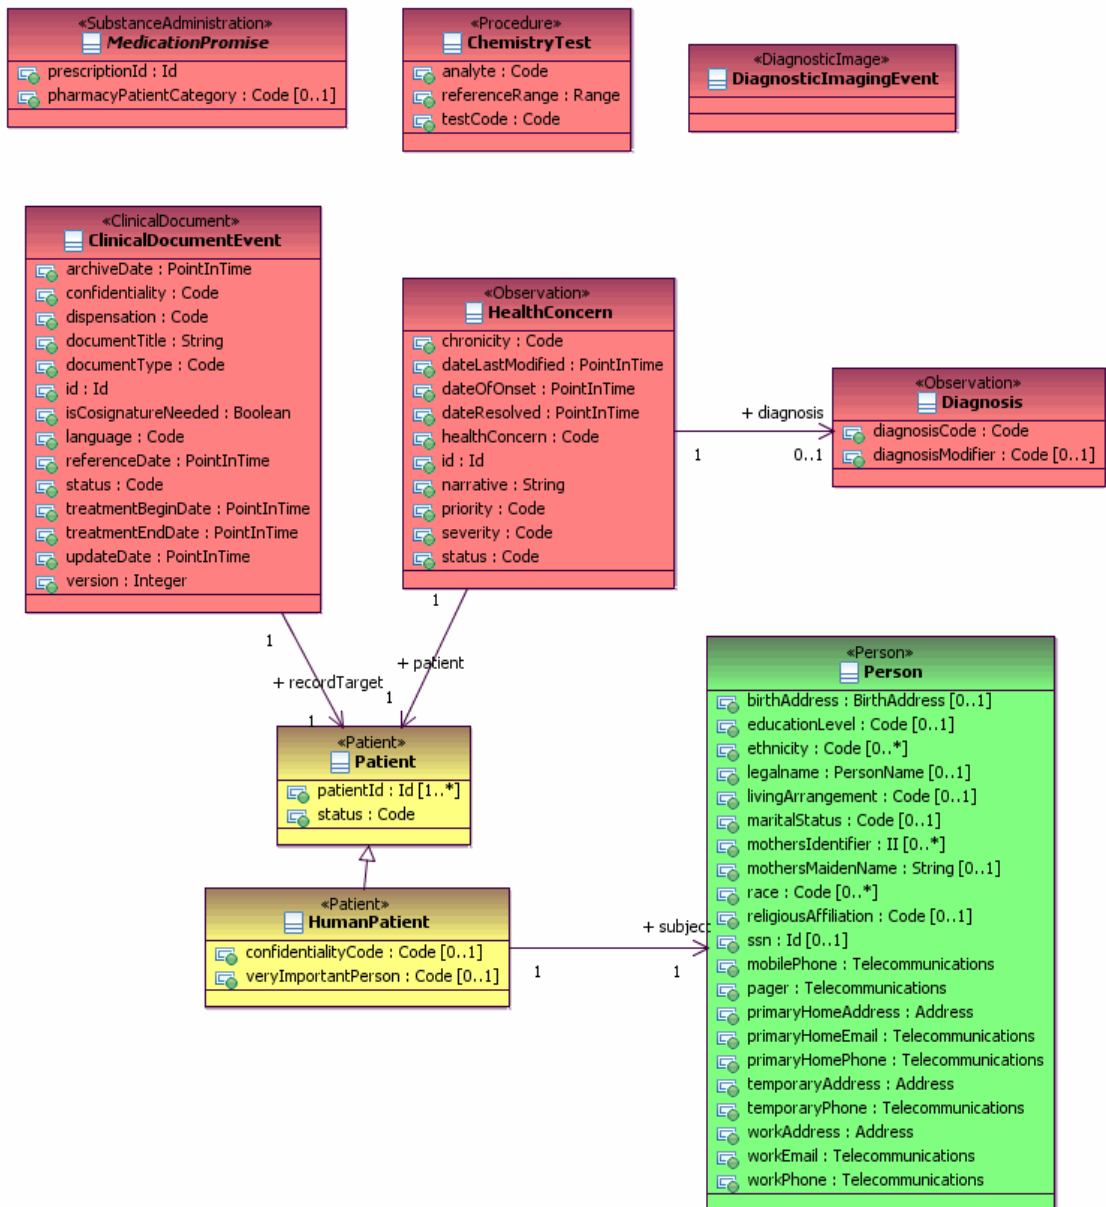 «SubstanceAdministration»
MedicationPromise
prescriptionId : Id
pharmacyPatientCategory : Code [0..1]
«Procedure»
ChemistryTest
analyte : Code
referenceRange : Range
testCode : Code
«DiagnosticImage»
DiagnosticImagingEvent
«ClinicalDocument»
ClinicalDocumentEvent
archiveDate : PointInTime
confidentiality : Code
dispensation : Code
documentTitle : String
documentType : Code
id : Id
isCosignatureNeeded : Boolean
language : Code
referenceDate : PointInTime
status : Code
treatmentBeginDate : PointInTime
treatmentEndDate : PointInTime
updateDate : PointInTime
version : Integer
«Observation»
HealthConcern
chronicity : Code
dateLastModified : PointInTime
dateOfOnset : PointInTime
dateResolved : PointInTime
healthConcern : Code
id : Id
narrative : String
priority : Code
severity : Code
status : Code
+ diagnosis
1
0..1
«Observation»
Diagnosis
diagnosisCode : Code
diagnosisModifier : Code [0..1]
1
+ recordTarget
1
1
+ patient
1
«Patient»
Patient
patientId : Id [1..*]
status : Code
«Patient»
HumanPatient
confidentialityCode : Code [0..1]
veryImportantPerson : Code [0..1]
+ subject
1
1
«Person»
Person
birthAddress : BirthAddress [0..1]
educationLevel : Code [0..1]
ethnicity : Code [0..*]
legalname : PersonName [0..1]
livingArrangement : Code [0..1]
maritalStatus : Code [0..1]
mothersIdentifier : II [0..*]
mothersMaidenName : String [0..1]
race : Code [0..*]
religiousAffiliation : Code [0..1]
ssn : Id [0..1]
mobilePhone : Telecommunications
pager : Telecommunications
primaryHomeAddress : Address
primaryHomeEmail : Telecommunications
primaryHomePhone : Telecommunications
temporaryAddress : Address
temporaryPhone : Telecommunications
workAddress : Address
workEmail : Telecommunications
workPhone : Telecommunications